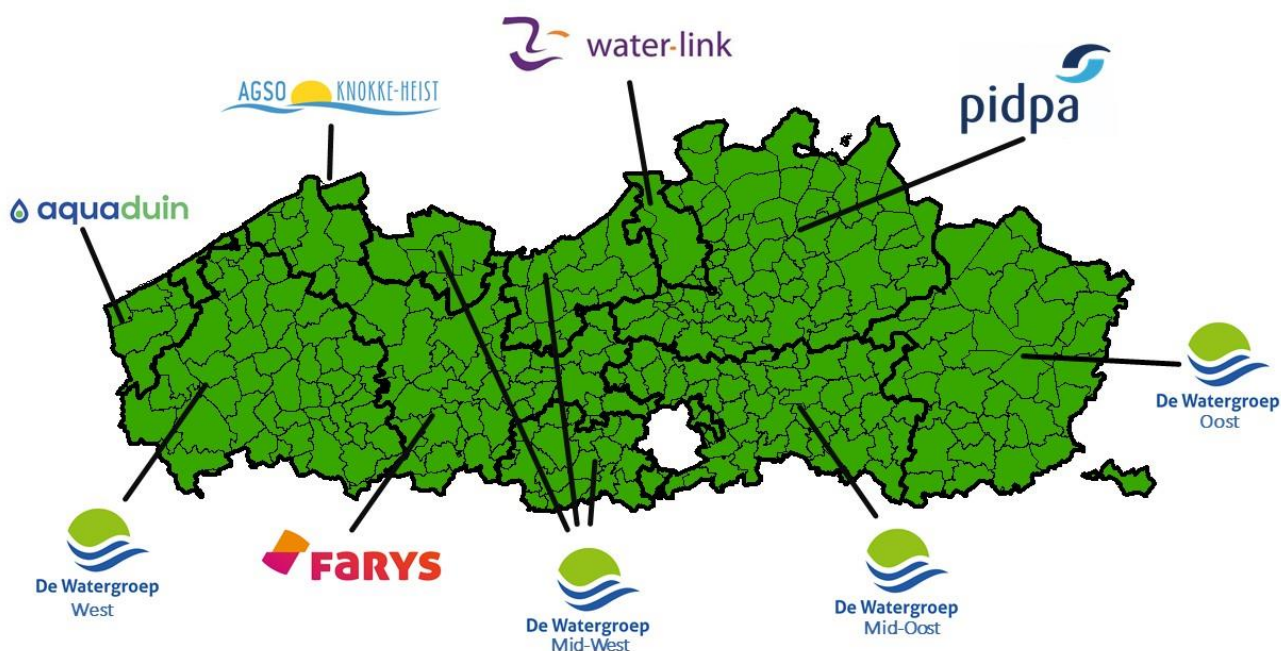 water-link
pidpa
AGSO KNOKKE-HEIST
aquaduin
De Watergroep
Oost
De Watergroep
West
FARYS
De Watergroep
Mid-West
De Watergroep
Mid-Oost